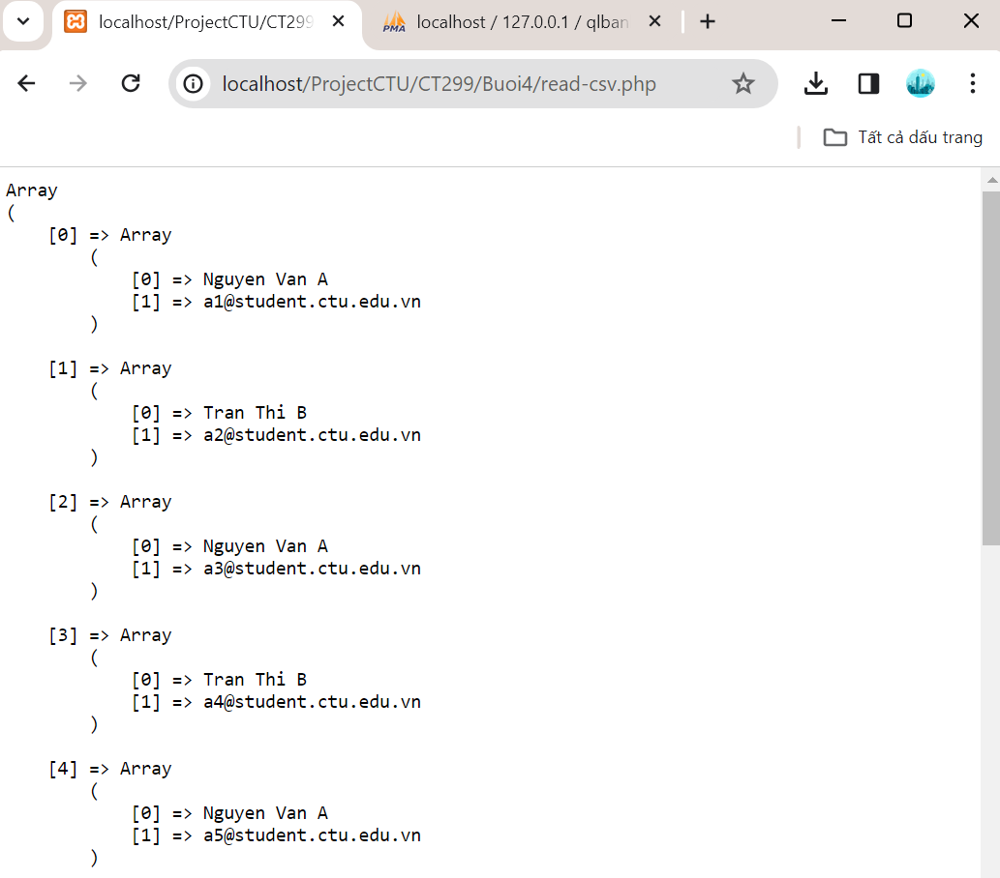 localhost/ProjectCTU/CT299
PMA
localhost / 127.0.0.1 / qlban
localhost/ProjectCTU/CT299/Buoi4/read-csv.php
Tất cả dấu trang
Array
(
    [0] => Array
        (
            [0] => Nguyen Van A
            [1] => a1@student.ctu.edu.vn
        )
    [1] => Array
        (
            [0] => Tran Thi B
            [1] => a2@student.ctu.edu.vn
        )
    [2] => Array
        (
            [0] => Nguyen Van A
            [1] => a3@student.ctu.edu.vn
        )
    [3] => Array
        (
            [0] => Tran Thi B
            [1] => a4@student.ctu.edu.vn
        )
    [4] => Array
        (
            [0] => Nguyen Van A
            [1] => a5@student.ctu.edu.vn
        )